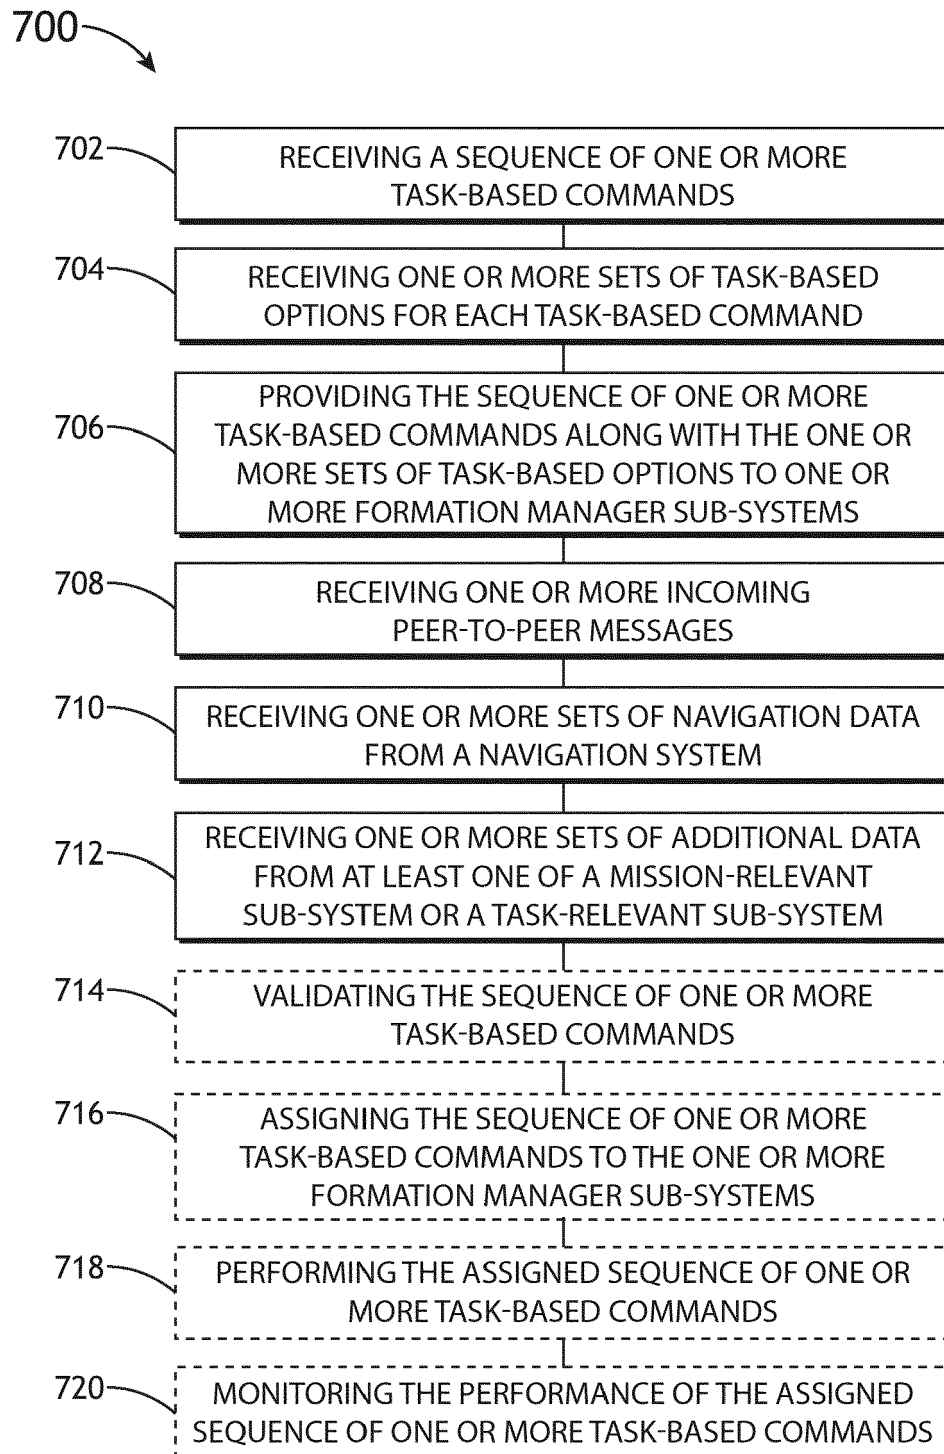 700
702
RECEIVING A SEQUENCE OF ONE OR MORE
TASK-BASED COMMANDS
704
RECEIVING ONE OR MORE SETS OF TASK-BASED
OPTIONS FOR EACH TASK-BASED COMMAND
706
PROVIDING THE SEQUENCE OF ONE OR MORE
TASK-BASED COMMANDS ALONG WITH THE ONE OR
MORE SETS OF TASK-BASED OPTIONS TO ONE OR
MORE FORMATION MANAGER SUB-SYSTEMS
708
RECEIVING ONE OR MORE INCOMING
PEER-TO-PEER MESSAGES
710
RECEIVING ONE OR MORE SETS OF NAVIGATION DATA
FROM A NAVIGATION SYSTEM
712
RECEIVING ONE OR MORE SETS OF ADDITIONAL DATA
FROM AT LEAST ONE OF A MISSION-RELEVANT
SUB-SYSTEM OR A TASK-RELEVANT SUB-SYSTEM
714
VALIDATING THE SEQUENCE OF ONE OR MORE
TASK-BASED COMMANDS
716
ASSIGNING THE SEQUENCE OF ONE OR MORE
TASK-BASED COMMANDS TO THE ONE OR MORE
FORMATION MANAGER SUB-SYSTEMS
718
PERFORMING THE ASSIGNED SEQUENCE OF ONE OR
MORE TASK-BASED COMMANDS
720
MONITORING THE PERFORMANCE OF THE ASSIGNED
SEQUENCE OF ONE OR MORE TASK-BASED COMMANDS